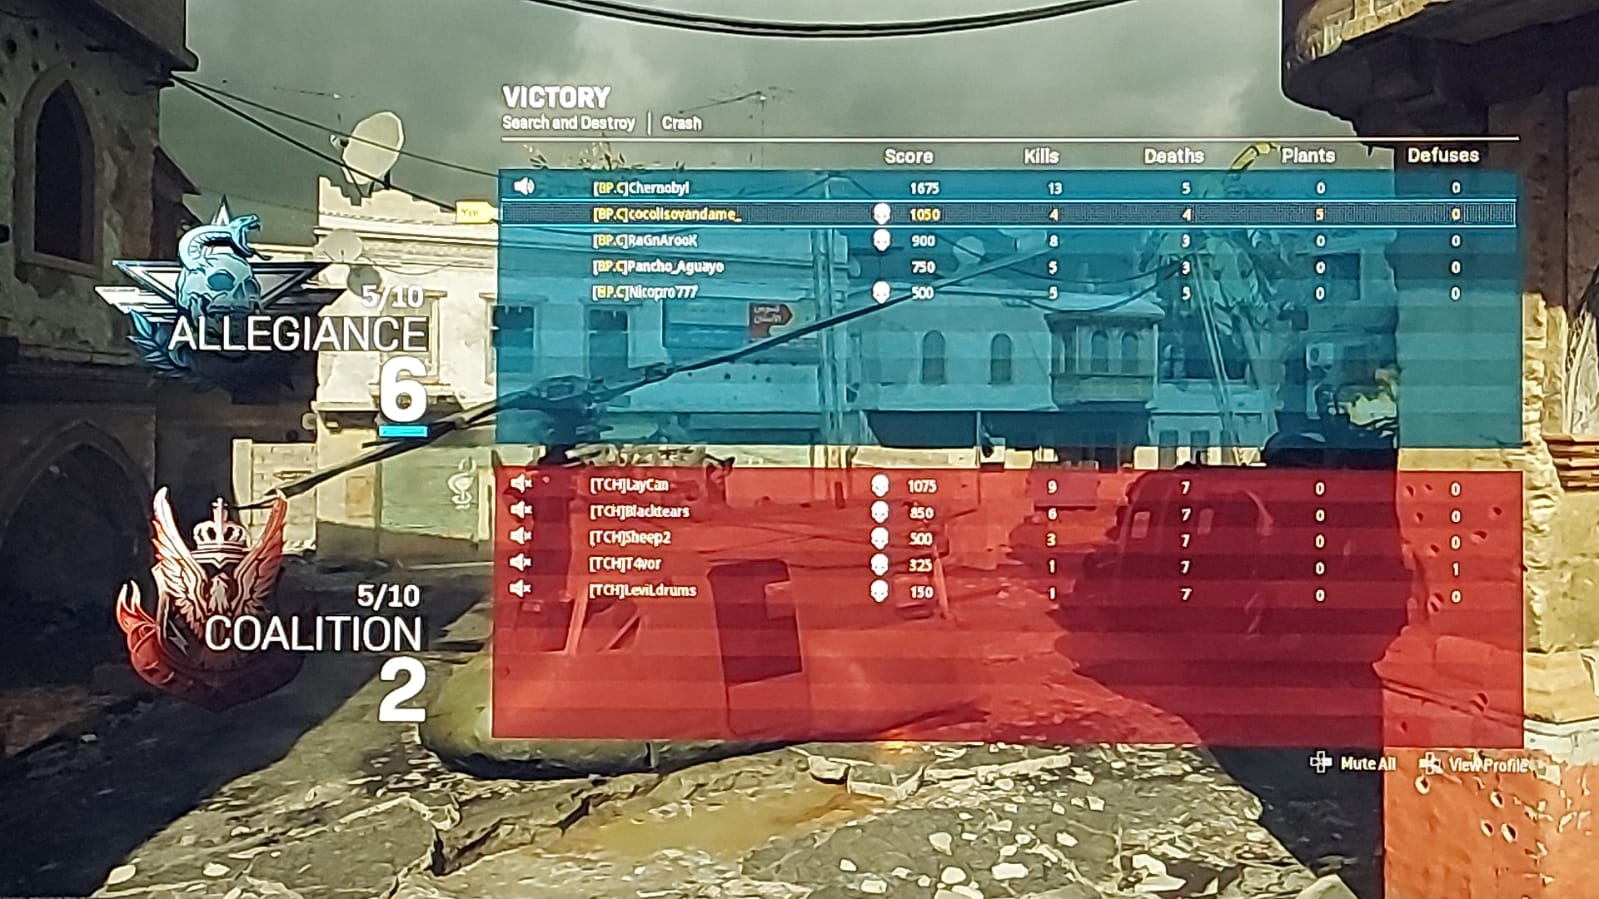 VICTORY
Search and Destroy | Crash
Score Kills Deaths Plants Defuses
[BP.C]Chernobyl 1675 13 5 0 0
You [BP.C]cocolisovandame_ 1050 4 4 5 0
[BP.C]RaGnArooK 900 8 3 0 0
[BP.C]Pancho_Aguayo 750 5 3 0 0
[BP.C]Nicopro777 500 5 5 0 0
5/10
ALLEGIANCE
6
[TCH]LayCan 1075 9 7 0 0
[TCH]Blacktears 850 6 7 0 0
[TCH]Sheep2 500 3 7 0 0
[TCH]T4vor 325 1 7 0 1
[TCH]LeviLdrums 150 1 7 0 0
5/10
COALITION
2
Mute All View Profile